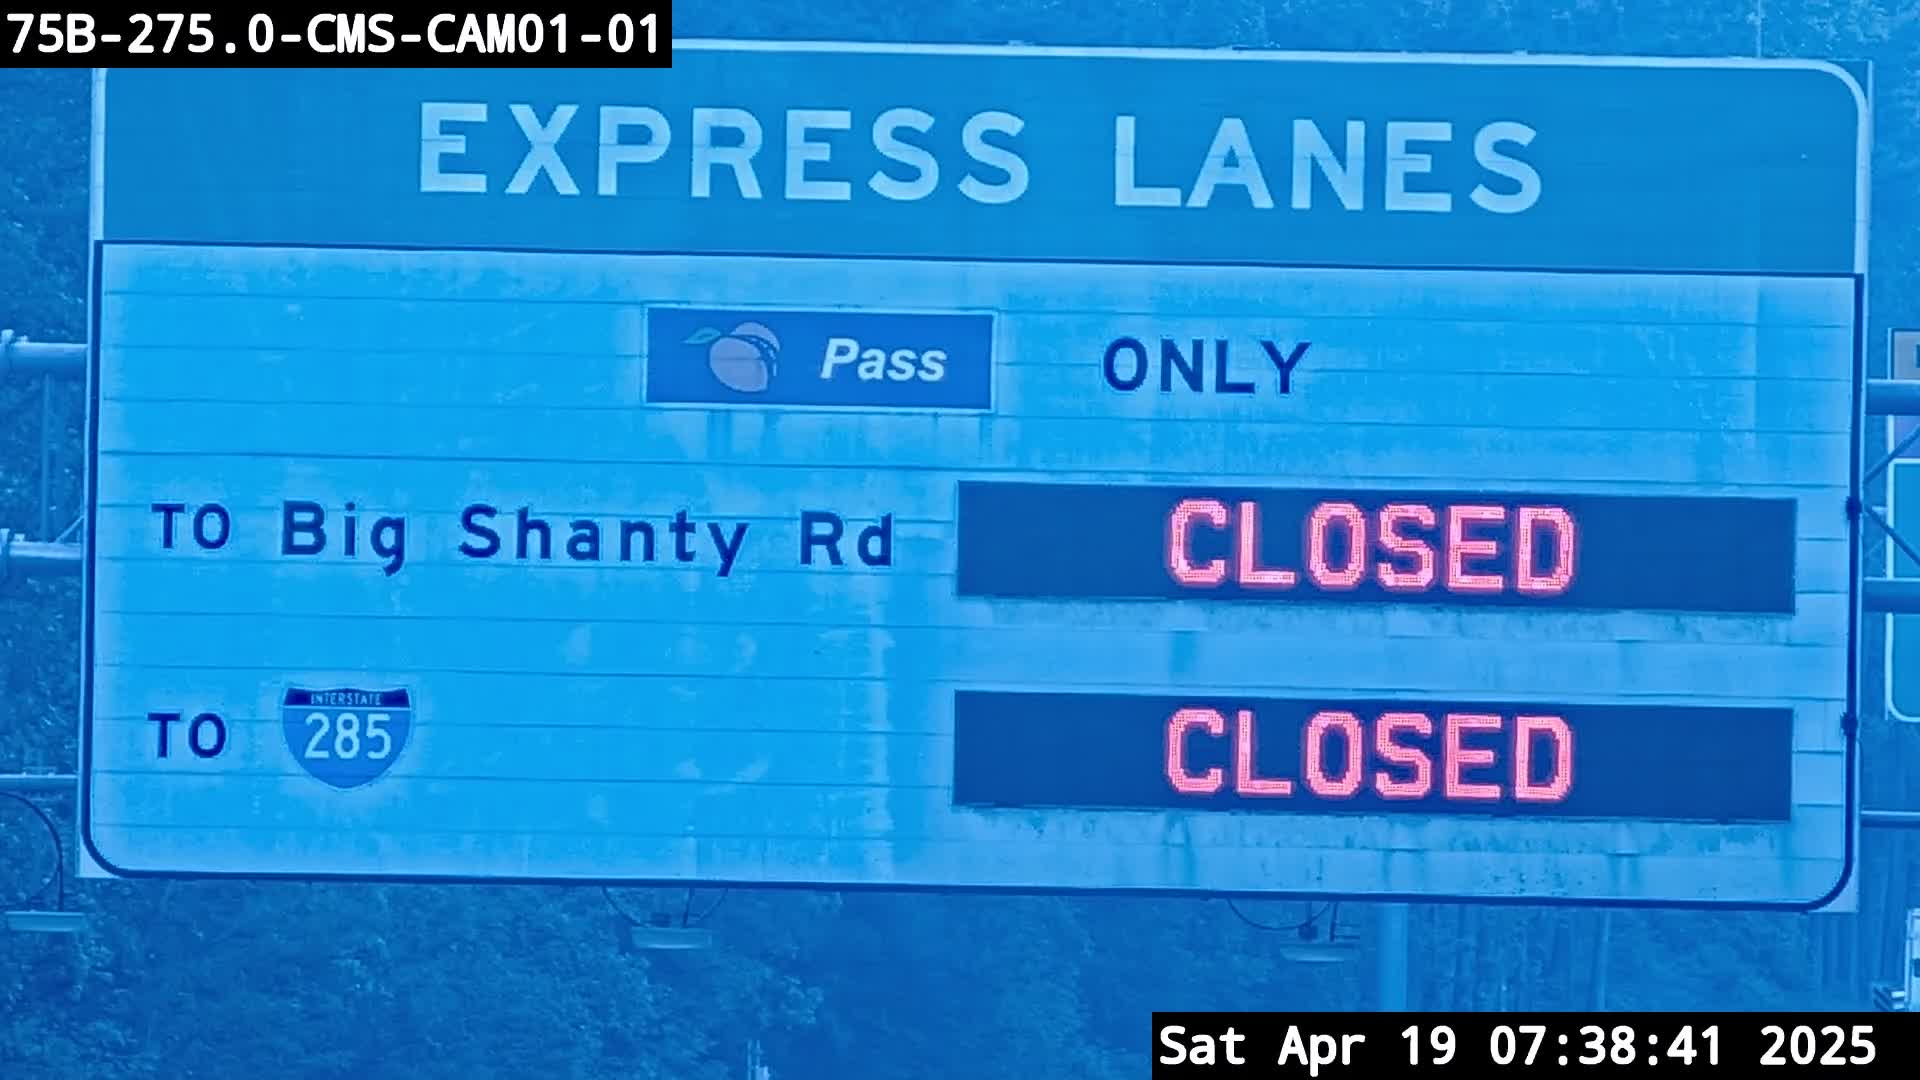 75B-275.0-CMS-CAM01-01
EXPRESS LANES
Pass ONLY
TO Big Shanty Rd CLOSED
TO INTERSTATE 285 CLOSED
Sat Apr 19 07:38:41 2025